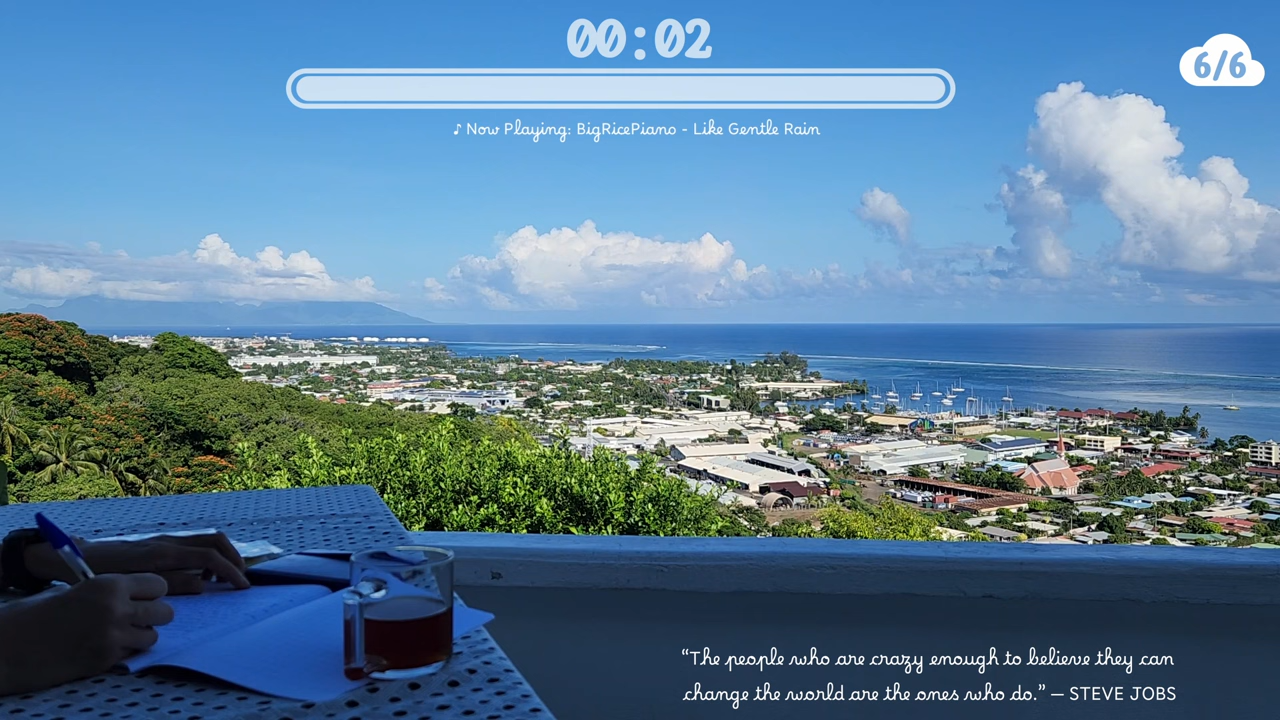 00:02
6/6
♪ Now Playing: BigRicePiano - Like Gentle Rain
“The people who are crazy enough to believe they can
change the world are the ones who do.” – STEVE JOBS